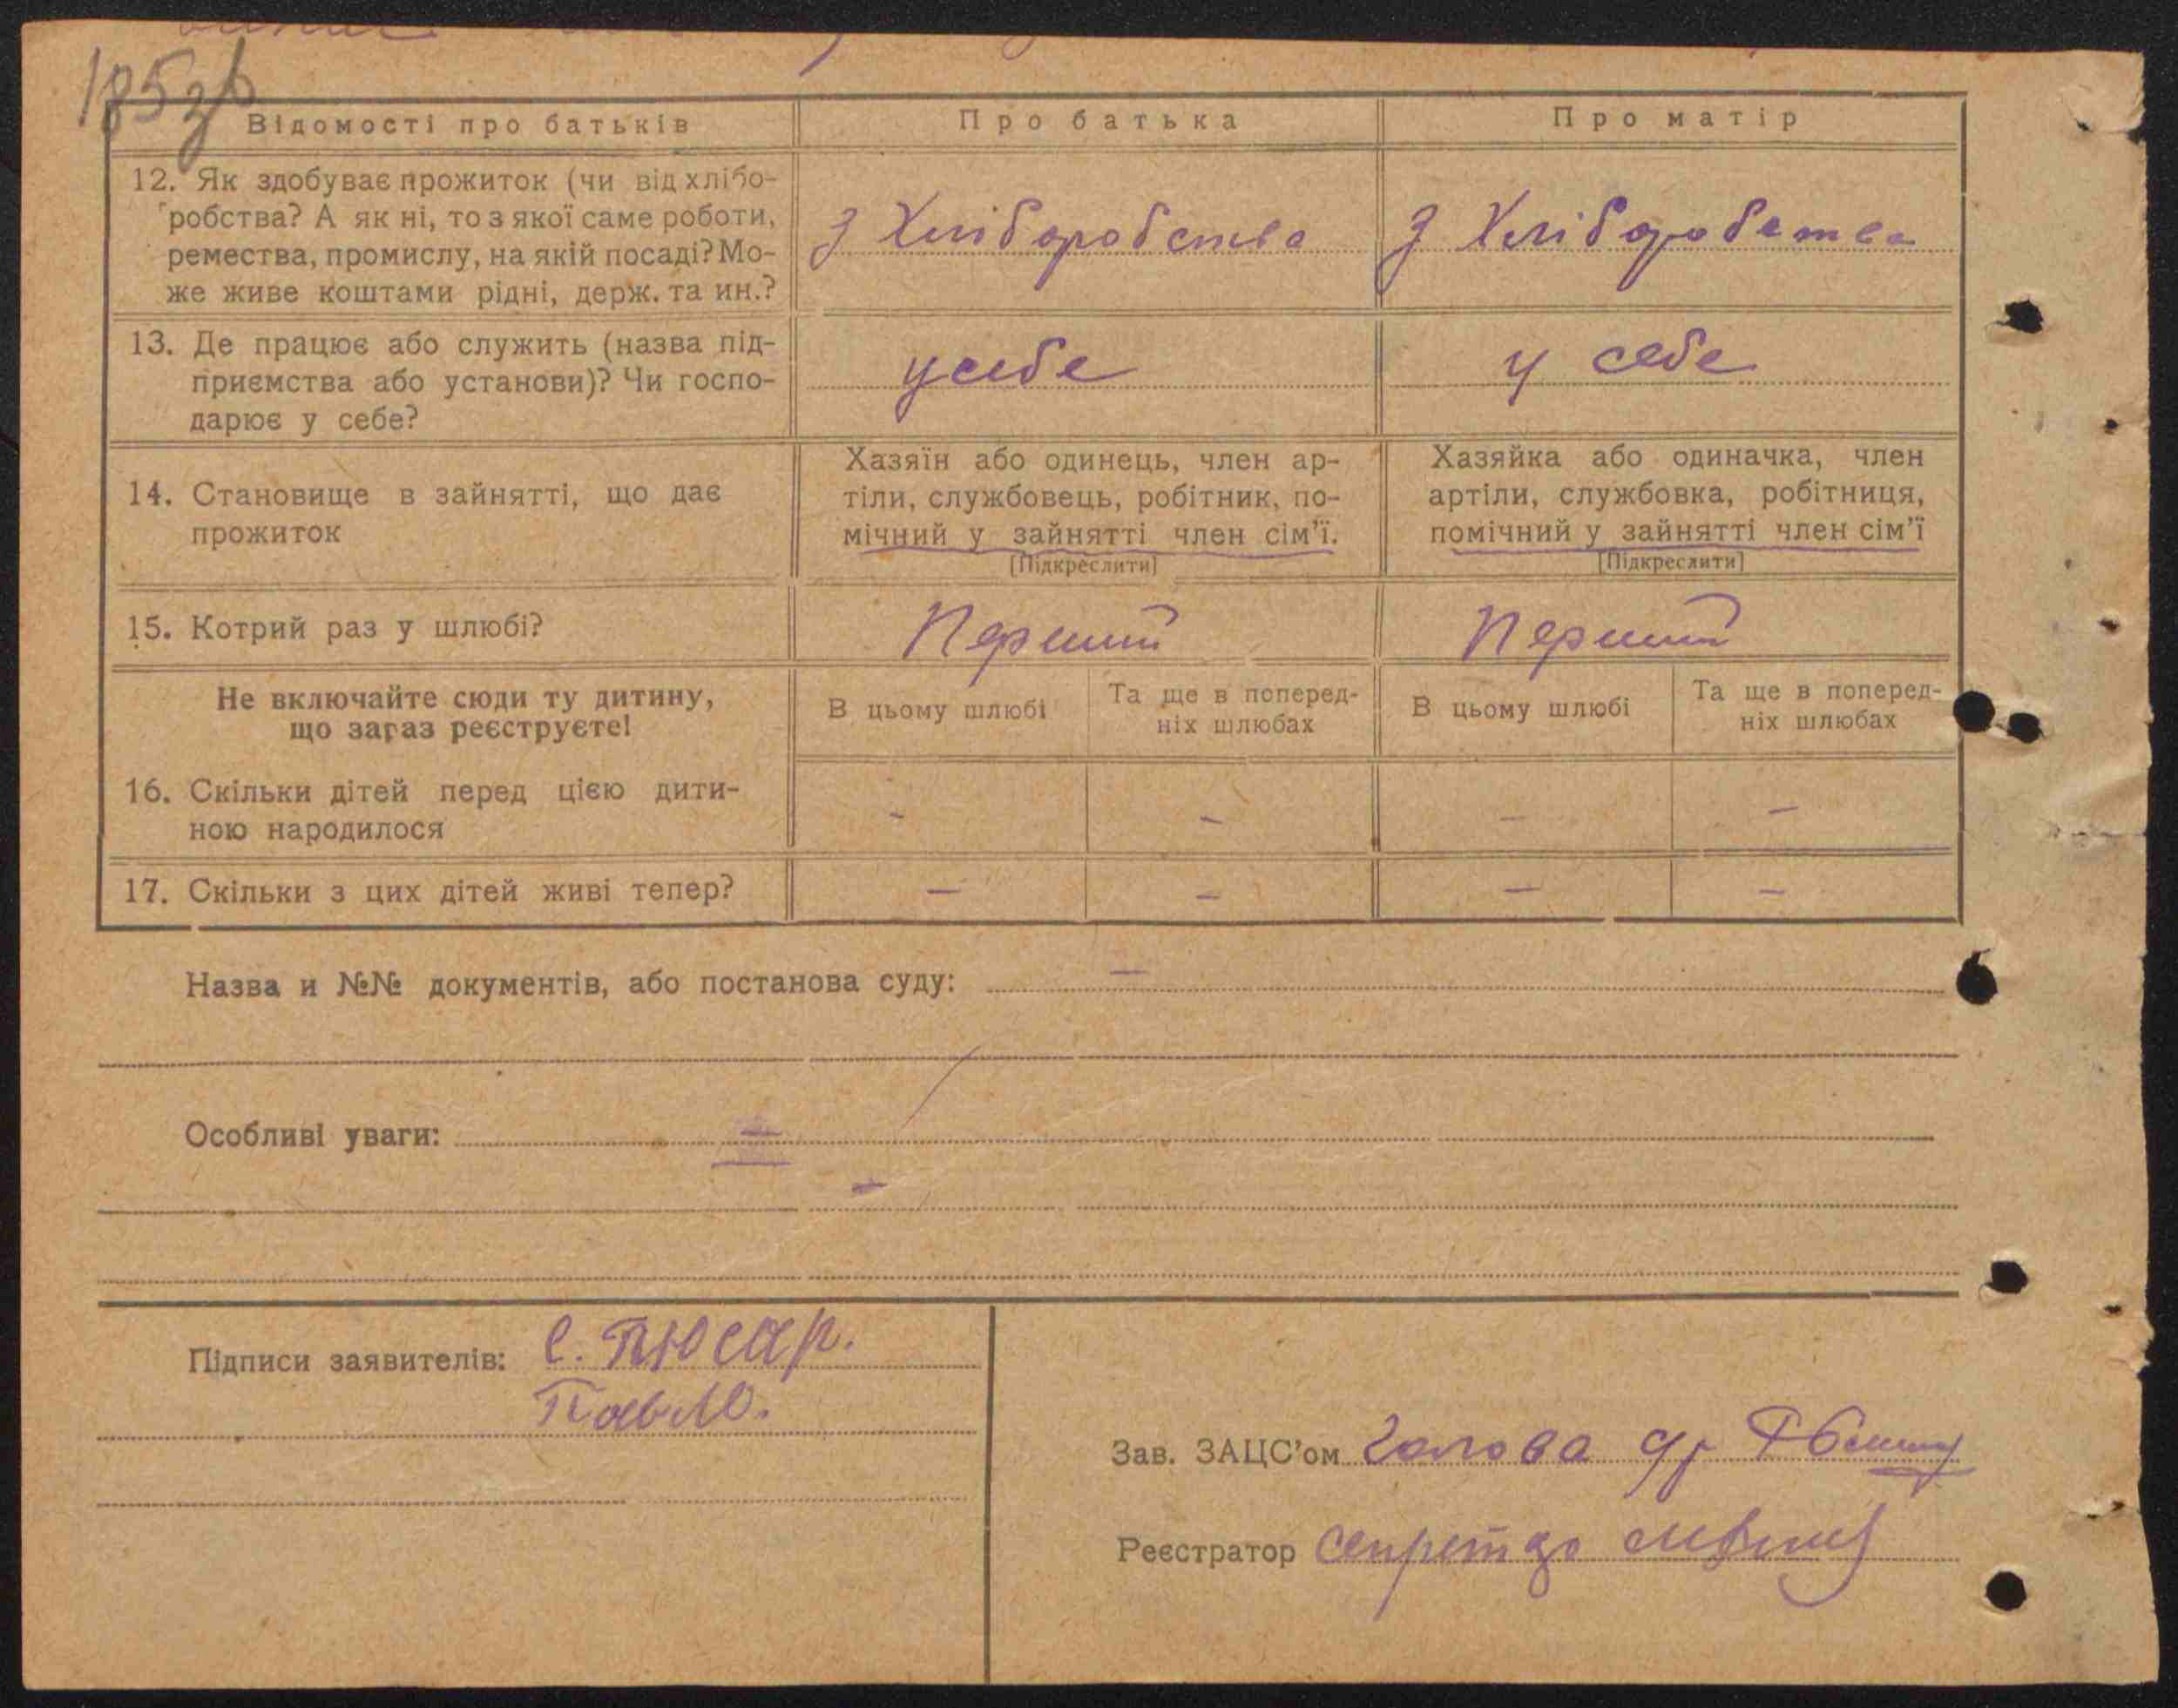 185зв
Відомості про батьків
Про батька
Про матір
12. Як здобуває прожиток (чи від хлібо-
робства? А як ні, то з якої саме роботи,
ремества, промислу, на якій посаді? Мо-
же живе коштами рідні, держ. та ин.?
З Хліборобства
З Хліборобства
13. Де працює або служить (назва під-
приємства або установи)? Чи госпо-
дарює у себе?
у себе
у себе
14. Становище в зайнятті, що дає
прожиток
Хазяїн або одинець, член ар-
тіли, службовець, робітник, по-
мічний у зайнятті член сім’ї.
[Підкреслити]
Хазяйка або одиначка, член
артіли, службовка, робітниця,
помічний у зайнятті член сім’ї
[Підкреслити]
15. Котрий раз у шлюбі?
Перший
Перший
Не включайте сюди ту дитину,
що зараз реєструєте!
В цьому шлюбі
Та ще в поперед-
ніх шлюбах
В цьому шлюбі
Та ще в поперед-
ніх шлюбах
16. Скільки дітей перед цією дити-
ною народилося
- - - -
17. Скільки з цих дітей живі тепер?
- - - -
Назва и №№ документів, або постанова суду: —
Особливі уваги:
Підписи заявителів: С. Пюсар.
Павло.
Зав. ЗАЦС’ом Голова
Реєстратор секрет